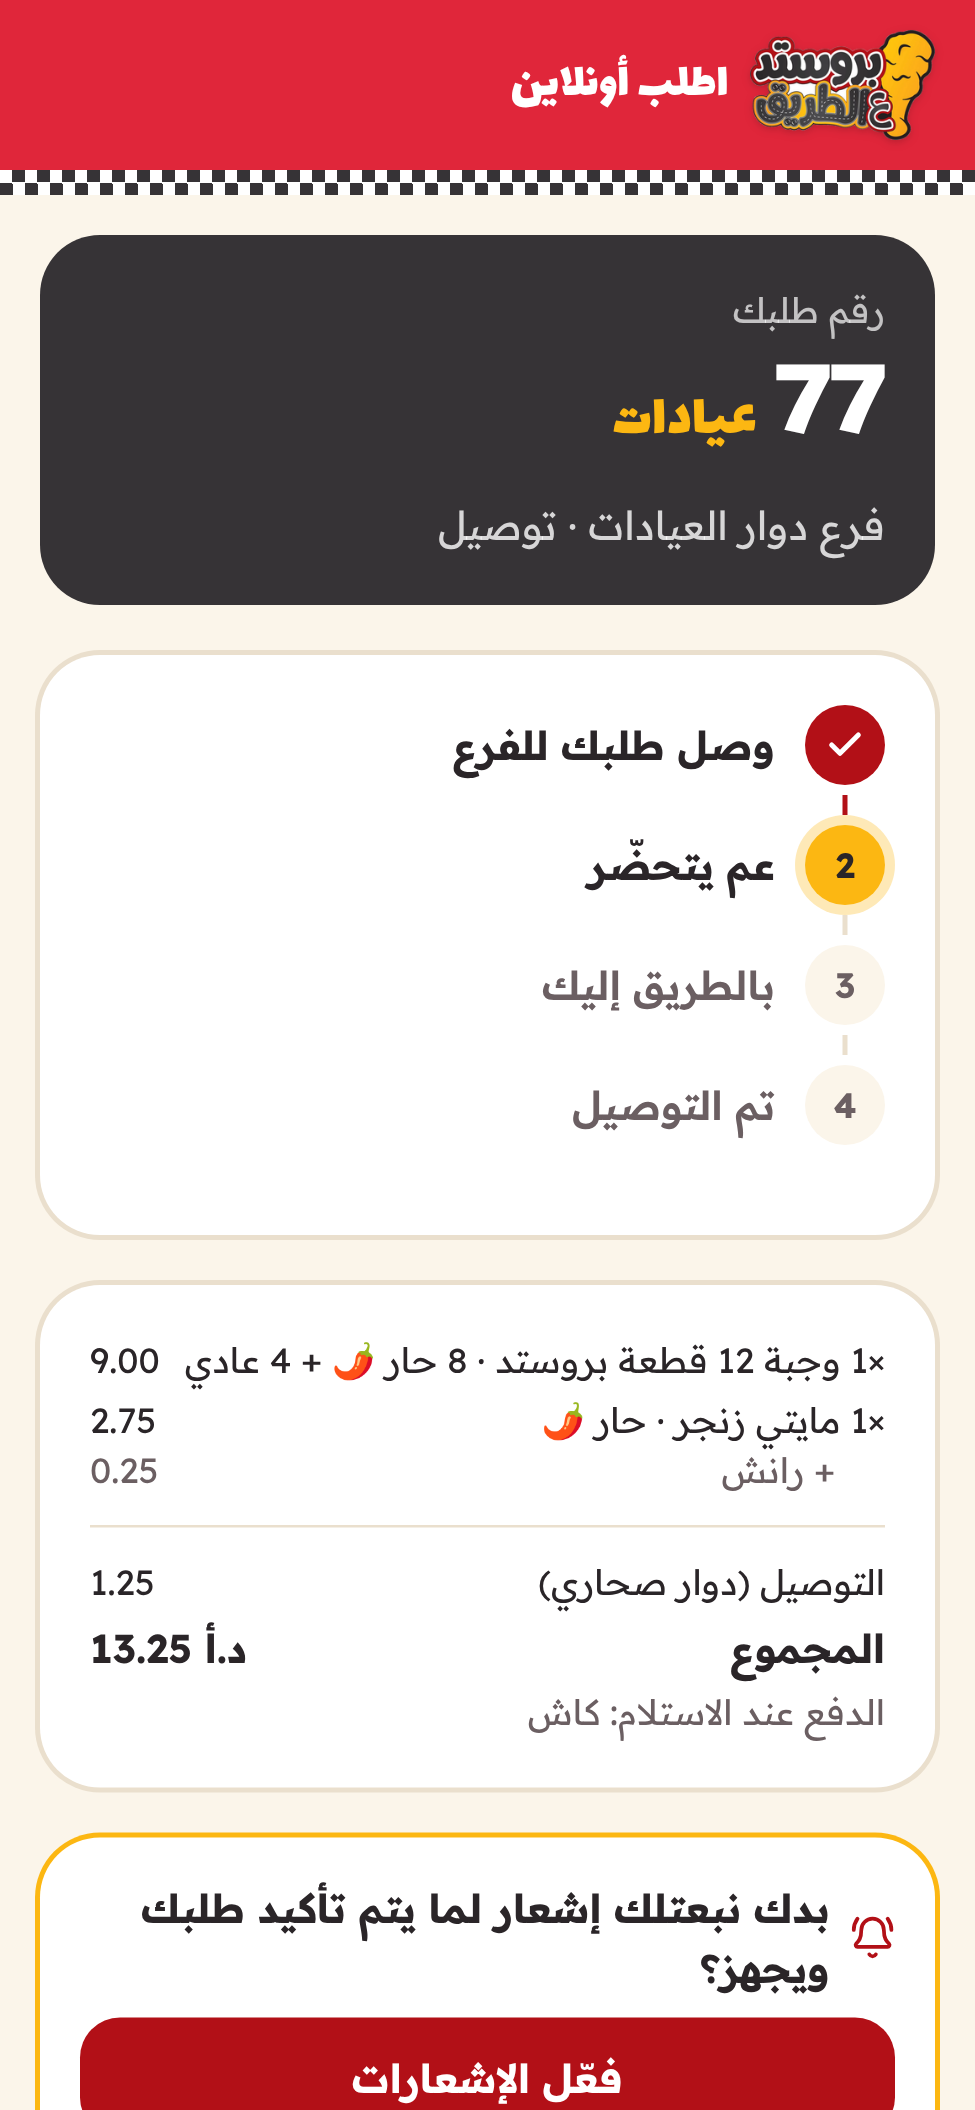 بروستد
عالطريق
اطلب أونلاين
رقم طلبك
77 عيادات
فرع دوار العيادات · توصيل
وصل طلبك للفرع
2 عم يتحضّر
3 بالطريق إليك
4 تم التوصيل
1× وجبة 12 قطعة بروستد · 8 حار 🌶️ + 4 عادي 9.00
1× مايتي زنجر · حار 🌶️ 2.75
+ رانش 0.25
التوصيل (دوار صحاري) 1.25
المجموع 13.25 د.أ
الدفع عند الاستلام: كاش
بدك نبعتلك إشعار لما يتم تأكيد طلبك
ويجهز؟
فعّل الإشعارات